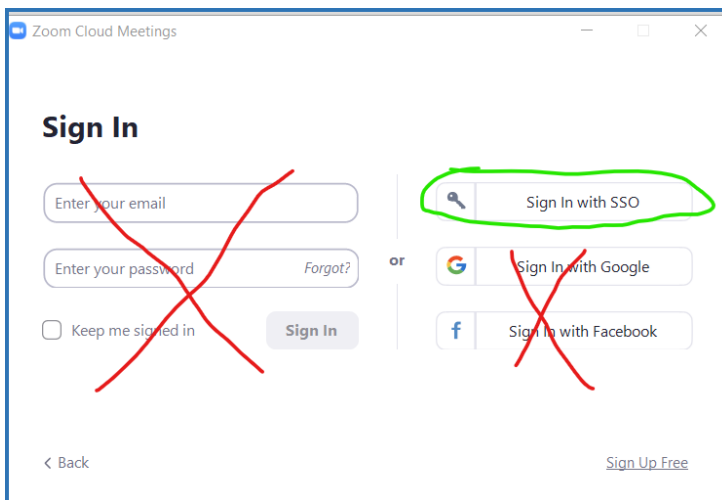 Zoom Cloud Meetings
Sign In
Enter your email
Enter your password Forgot?
Keep me signed in Sign In
or
Sign In with SSO
Sign In with Google
Sign In with Facebook
Back
Sign Up Free